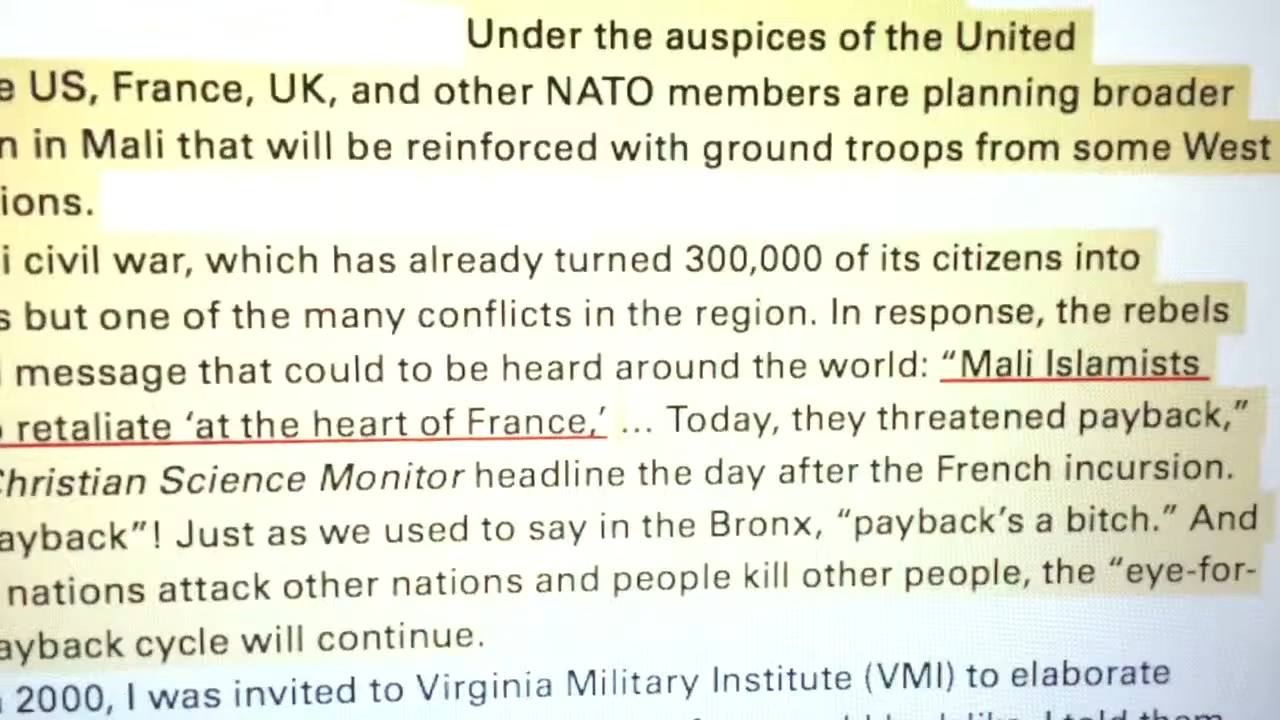 Under the auspices of the United
e US, France, UK, and other NATO members are planning broader
n in Mali that will be reinforced with ground troops from some West
ions.
i civil war, which has already turned 300,000 of its citizens into
s but one of the many conflicts in the region. In response, the rebels
message that could to be heard around the world: “Mali Islamists
o retaliate ‘at the heart of France,’ … Today, they threatened payback,”
Christian Science Monitor headline the day after the French incursion.
ayback”! Just as we used to say in the Bronx, “payback’s a bitch.” And
nations attack other nations and people kill other people, the “eye-for-
ayback cycle will continue.
2000, I was invited to Virginia Military Institute (VMI) to elaborate
I told them